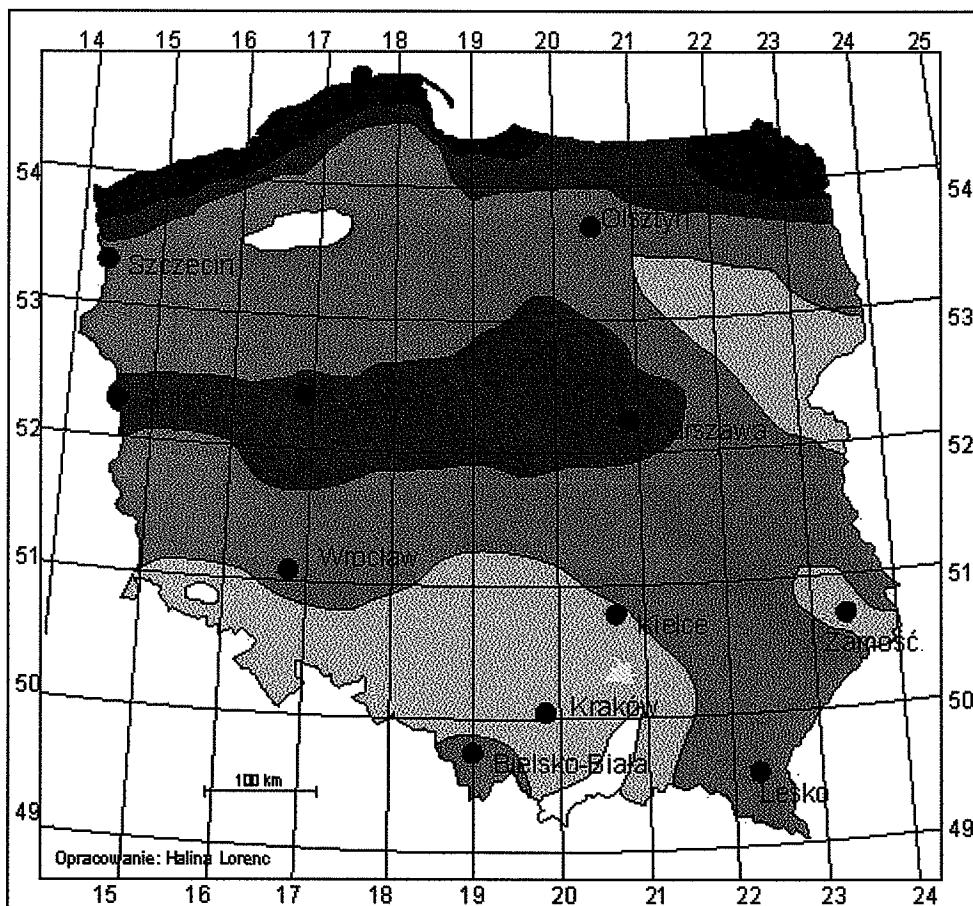 14 15 16 17 18 19 20 21 22 23 24 25
54 54
Olsztyn
Szczecin
53 53
52 52
51 51
Wrocław
Kielce
Zamość
50 50
Kraków
Bielsko-Biała
100 km
Lesko
49 49
Opracowanie: Halina Lorenc
15 16 17 18 19 20 21 22 23 24